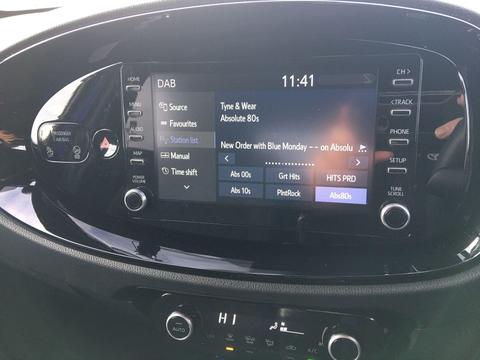 DAB 11:41
HOME
MENU
AUDIO
MAP
POWER
VOLUME
Source
Favourites
Station list
Manual
Time shift
Tyne & Wear
Absolute 80s
New Order with Blue Monday -- on Absolu
Abs 00s
Grt Hits
HITS PRD
Abs 10s
PlntRock
Abs80s
CH
TRACK
PHONE
SETUP
TUNE
SCROLL
PASSENGER
AIRBAG
AUTO
HI
A/C